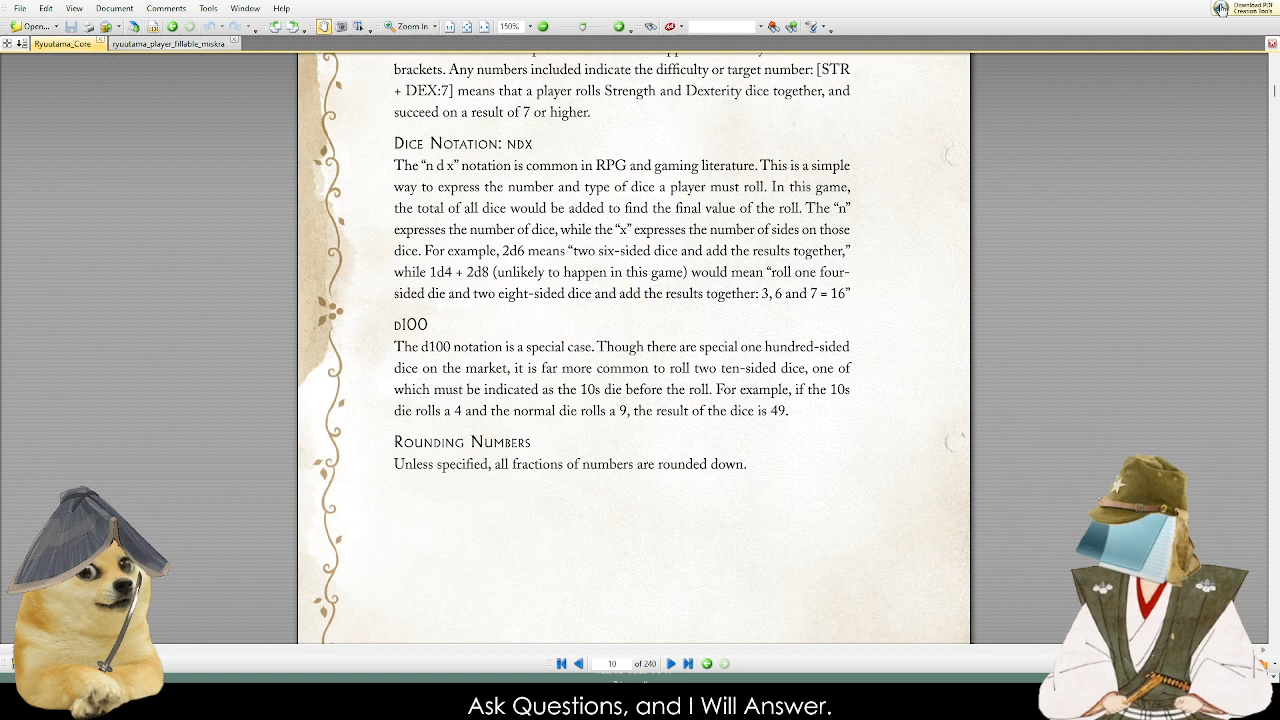 File Edit View Document Comments Tools Window Help
Download PDF
Creation Tools
Open... Zoom In 150%
Ryuutama_Core ryuutama_player_fillable_miskra
brackets. Any numbers included indicate the difficulty or target number: [STR
+ DEX:7] means that a player rolls Strength and Dexterity dice together, and
succeed on a result of 7 or higher.
Dice Notation: NDX
The “n d x” notation is common in RPG and gaming literature. This is a simple
way to express the number and type of dice a player must roll. In this game,
the total of all dice would be added to find the final value of the roll. The “n”
expresses the number of dice, while the “x” expresses the number of sides on those
dice. For example, 2d6 means “two six-sided dice and add the results together,”
while 1d4 + 2d8 (unlikely to happen in this game) would mean “roll one four-
sided die and two eight-sided dice and add the results together: 3, 6 and 7 = 16”
D100
The d100 notation is a special case. Though there are special one hundred-sided
dice on the market, it is far more common to roll two ten-sided dice, one of
which must be indicated as the 10s die before the roll. For example, if the 10s
die rolls a 4 and the normal die rolls a 9, the result of the dice is 49.
Rounding Numbers
Unless specified, all fractions of numbers are rounded down.
10 of 240
Ask Questions, and I Will Answer.